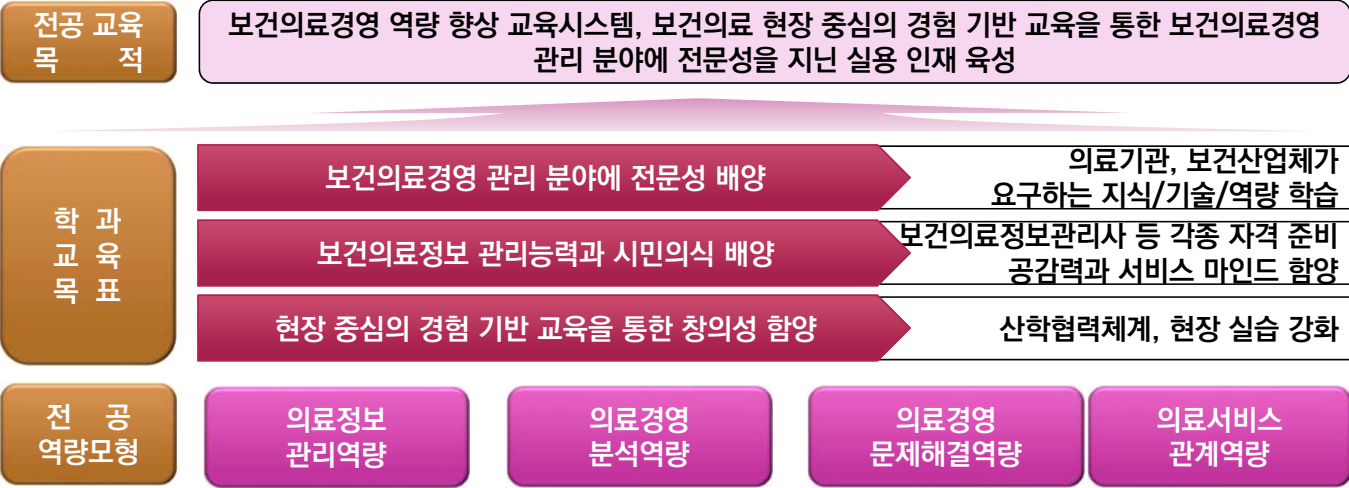 전공 교육
목 적
보건의료경영 역량 향상 교육시스템, 보건의료 현장 중심의 경험 기반 교육을 통한 보건의료경영
관리 분야에 전문성을 지닌 실용 인재 육성
학 과
교 육
목 표
보건의료경영 관리 분야에 전문성 배양
의료기관, 보건산업체가
요구하는 지식/기술/역량 학습
보건의료정보 관리능력과 시민의식 배양
보건의료정보관리사 등 각종 자격 준비
공감력과 서비스 마인드 함양
현장 중심의 경험 기반 교육을 통한 창의성 함양
산학협력체계, 현장 실습 강화
전 공
역량모형
의료정보
관리역량
의료경영
분석역량
의료경영
문제해결역량
의료서비스
관계역량